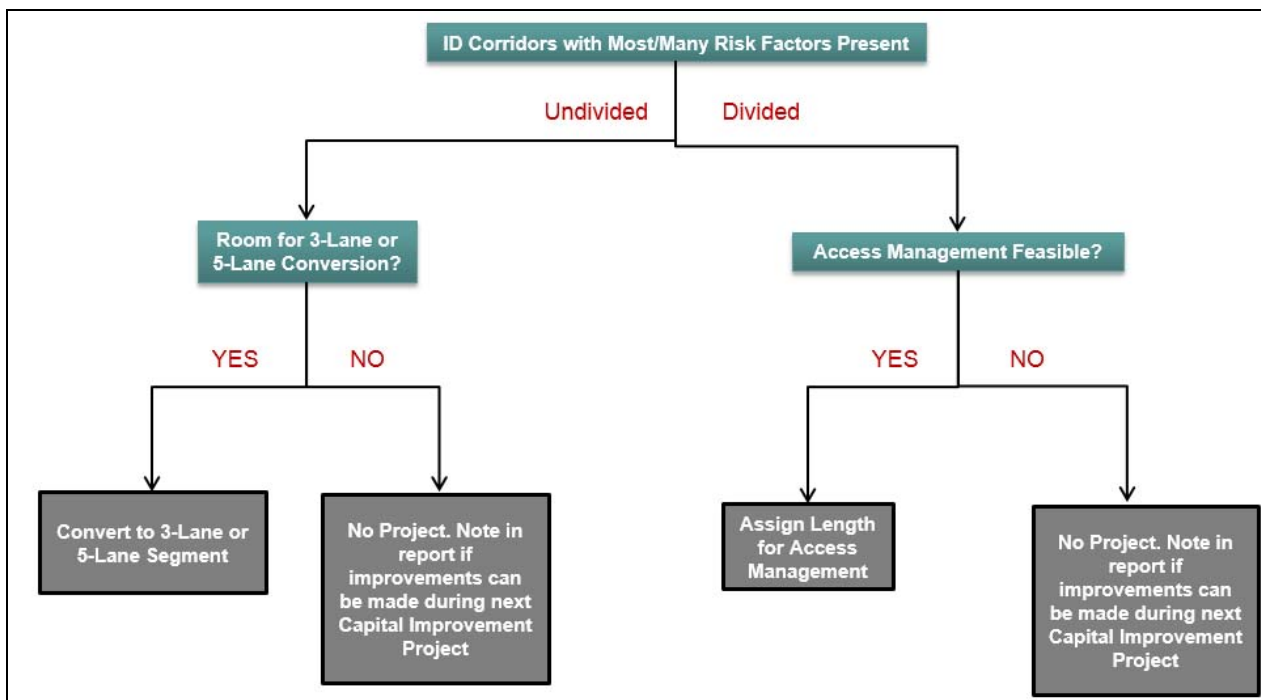 ID Corridors with Most/Many Risk Factors Present
Undivided
Divided
Room for 3-Lane or
5-Lane Conversion?
Access Management Feasible?
YES
NO
YES
NO
Convert to 3-Lane or
5-Lane Segment
No Project. Note in
report if
improvements can
be made during next
Capital Improvement
Project
Assign Length
for Access
Management
No Project. Note in
report if
improvements can
be made during next
Capital Improvement
Project